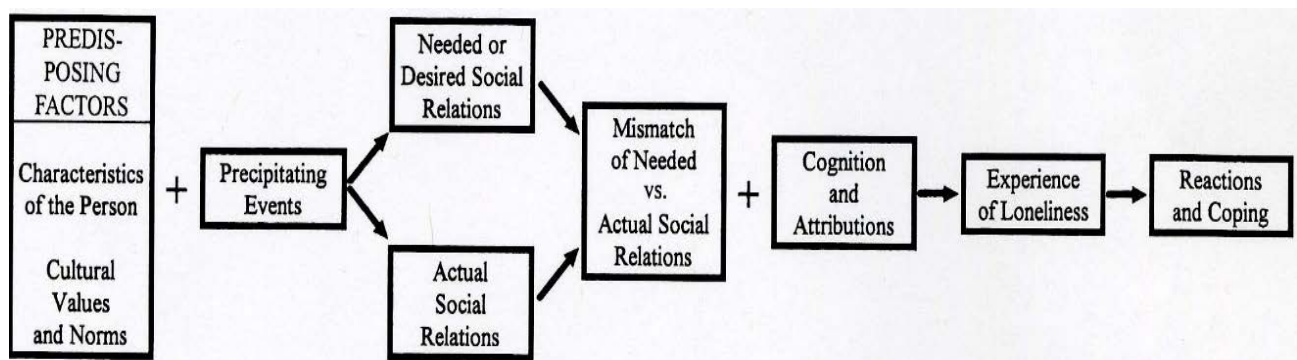 PREDIS-
POSING
FACTORS
Characteristics
of the Person
Cultural
Values
and Norms
+
Precipitating
Events
Needed or
Desired Social
Relations
Actual
Social
Relations
Mismatch
of Needed
vs.
Actual Social
Relations
+
Cognition
and
Attributions
Experience
of Loneliness
Reactions
and Coping